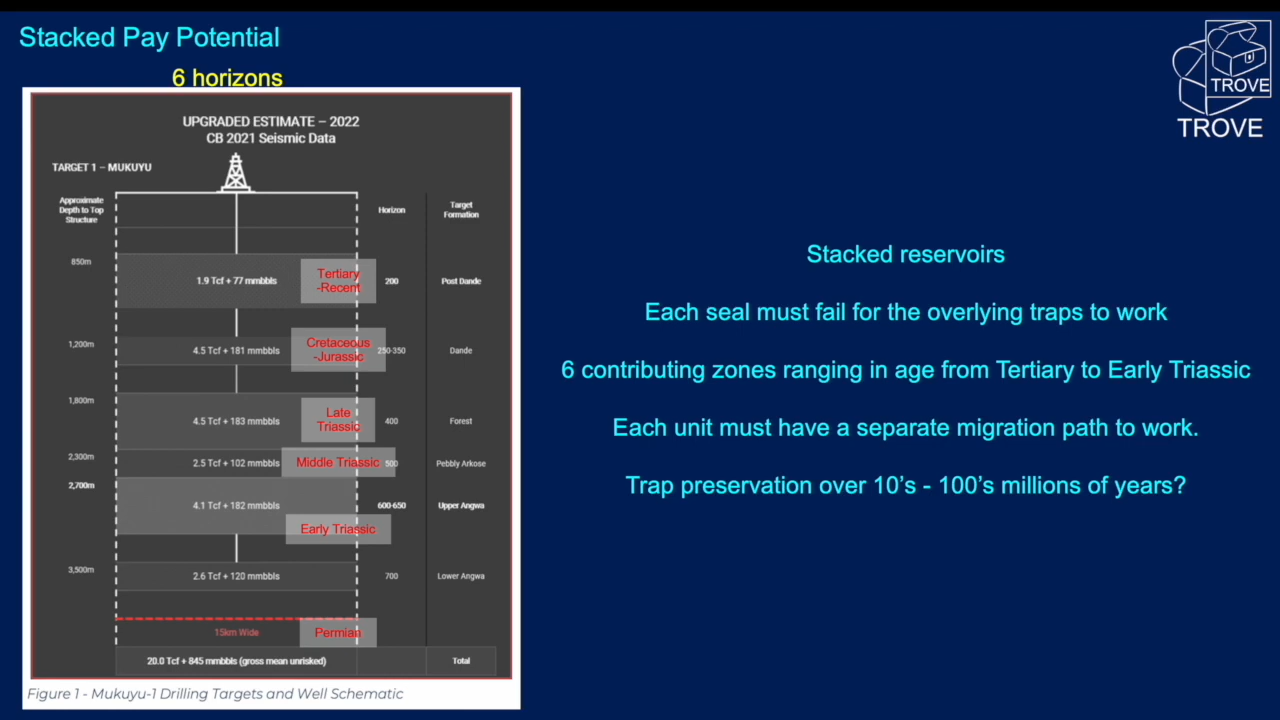 Stacked Pay Potential
6 horizons
TROVE
TROVE
UPGRADED ESTIMATE – 2022
CB 2021 Seismic Data
TARGET 1 – MUKUYU
Approximate
Depth to Top
Structure
Horizon
Target
Formation
850m
1.9 Tcf + 77 mmbbls
Tertiary
-Recent
200
Post Dande
1,200m
4.5 Tcf + 181 mmbbls
Cretaceous
-Jurassic
250-350
Dande
1,800m
4.5 Tcf + 183 mmbbls
Late
Triassic
400
Forest
2,300m
2.5 Tcf + 102 mmbbls
Middle Triassic
500
Pebbly Arkose
2,700m
4.1 Tcf + 182 mmbbls
600-650
Upper Angwa
Early Triassic
3,500m
2.6 Tcf + 120 mmbbls
700
Lower Angwa
15km Wide
Permian
20.0 Tcf + 845 mmbbls (gross mean unrisked)
Total
Figure 1 - Mukuyu-1 Drilling Targets and Well Schematic
Stacked reservoirs
Each seal must fail for the overlying traps to work
6 contributing zones ranging in age from Tertiary to Early Triassic
Each unit must have a separate migration path to work.
Trap preservation over 10’s - 100’s millions of years?